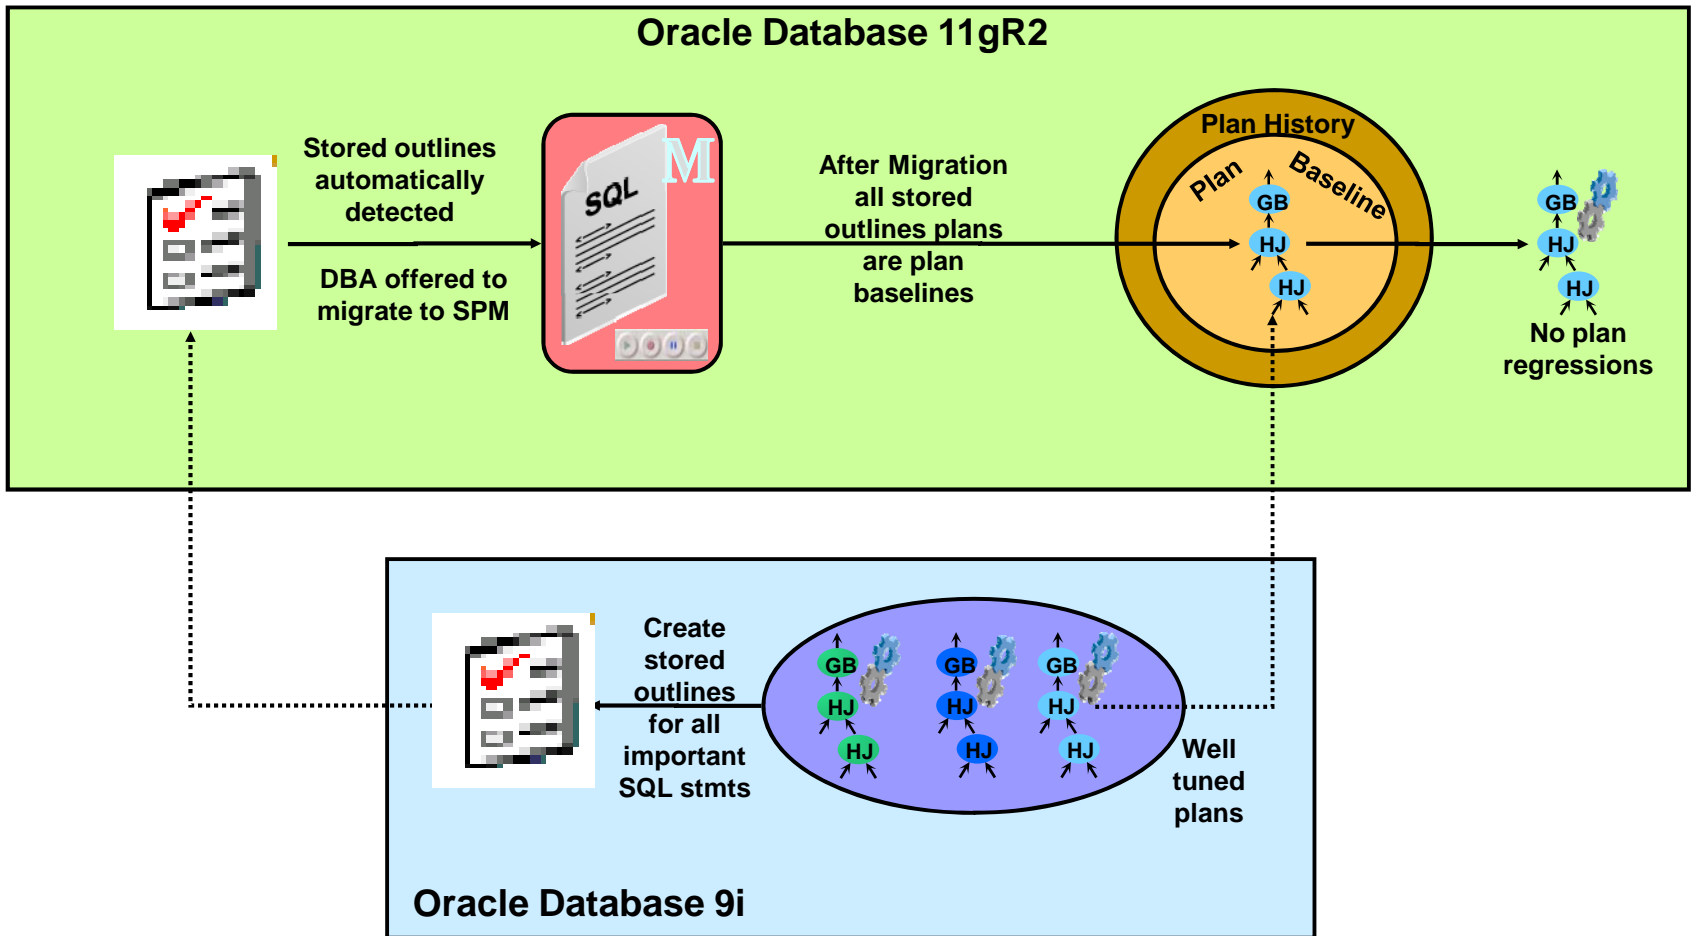 Oracle Database 11gR2
Stored outlines
automatically
detected
DBA offered to
migrate to SPM
SQL
M
After Migration
all stored
outlines plans
are plan
baselines
Plan History
Plan Baseline
GB
HJ
HJ
GB
HJ
HJ
No plan
regressions
Create
stored
outlines
for all
important
SQL stmts
GB
HJ
HJ
GB
HJ
HJ
GB
HJ
HJ
Well
tuned
plans
Oracle Database 9i